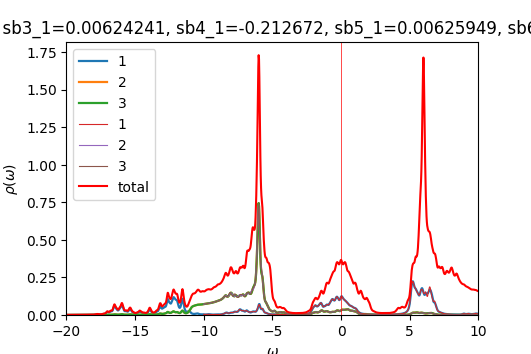 sb3_1=0.00624241, sb4_1=-0.212672, sb5_1=0.00625949, sb6
1.75
1.50
1.25
1.00
0.75
0.50
0.25
0.00
ρ(ω)
1
2
3
1
2
3
total
−20 −15 −10 −5 0 5 10
ω